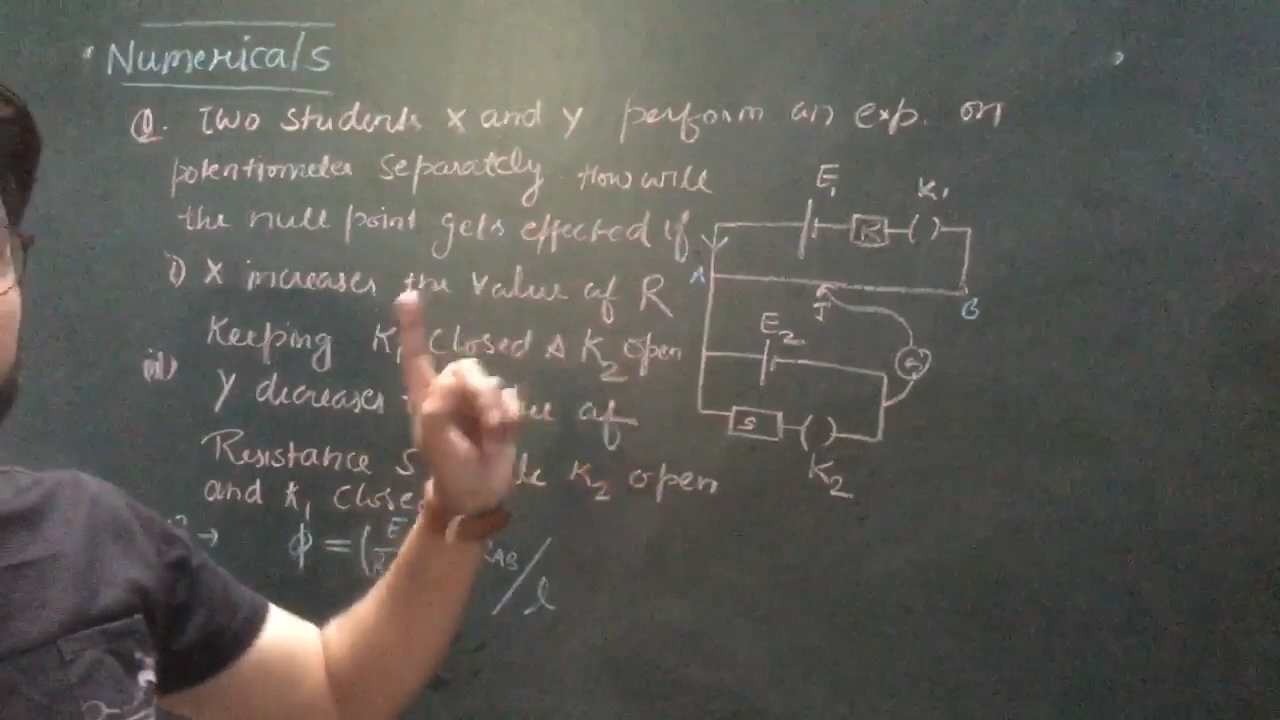 Numericals
Q. Two students X and Y perform an exp. on
potentiometer separately. How will
the null point gets effected if
i) X increases the value of R
Keeping K1 closed & K2 open
ii) Y decreases
Resistance S K2 open
and K1
→ φ = (E AB / l
E1
K1
R
A
B
J
E2
G
S
K2